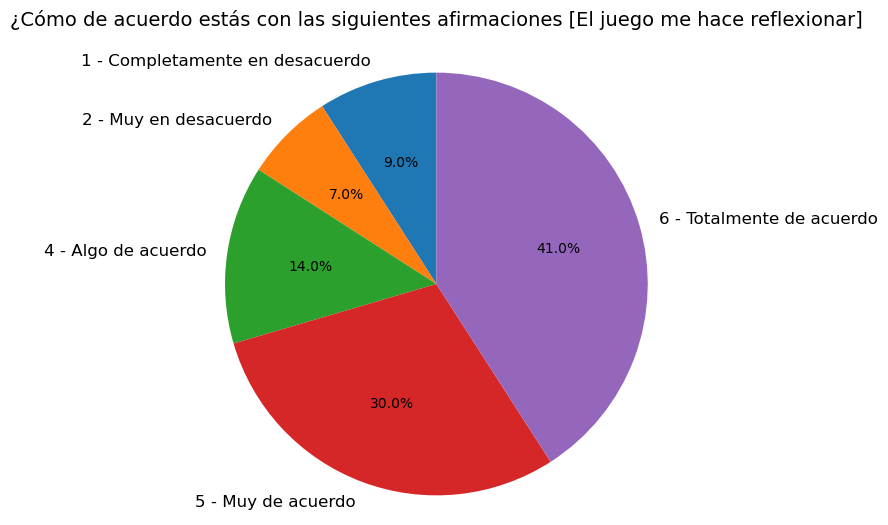 ¿Cómo de acuerdo estás con las siguientes afirmaciones [El juego me hace reflexionar]
1 - Completamente en desacuerdo
2 - Muy en desacuerdo
9.0%
7.0%
6 - Totalmente de acuerdo
41.0%
4 - Algo de acuerdo
14.0%
30.0%
5 - Muy de acuerdo